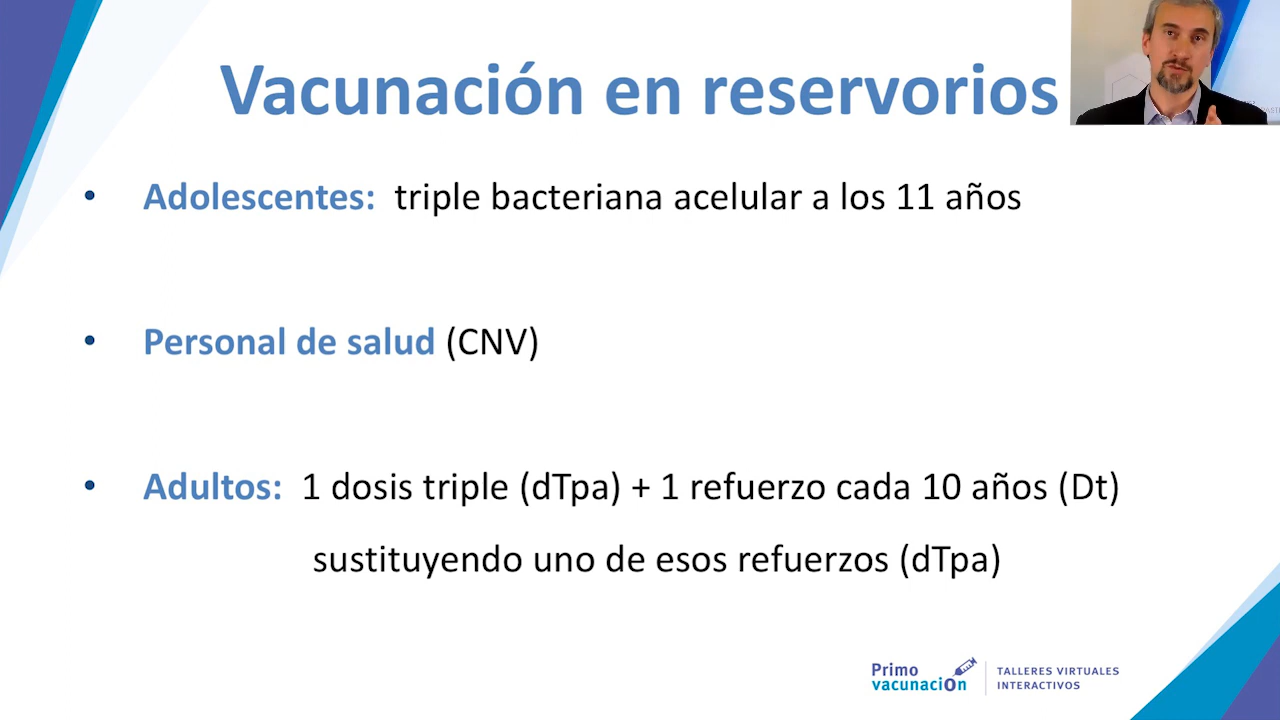 Vacunación en reservorios
• Adolescentes: triple bacteriana acelular a los 11 años
• Personal de salud (CNV)
• Adultos: 1 dosis triple (dTpa) + 1 refuerzo cada 10 años (Dt)
sustituyendo uno de esos refuerzos (dTpa)
Primo
vacunación
TALLERES VIRTUALES
INTERACTIVOS